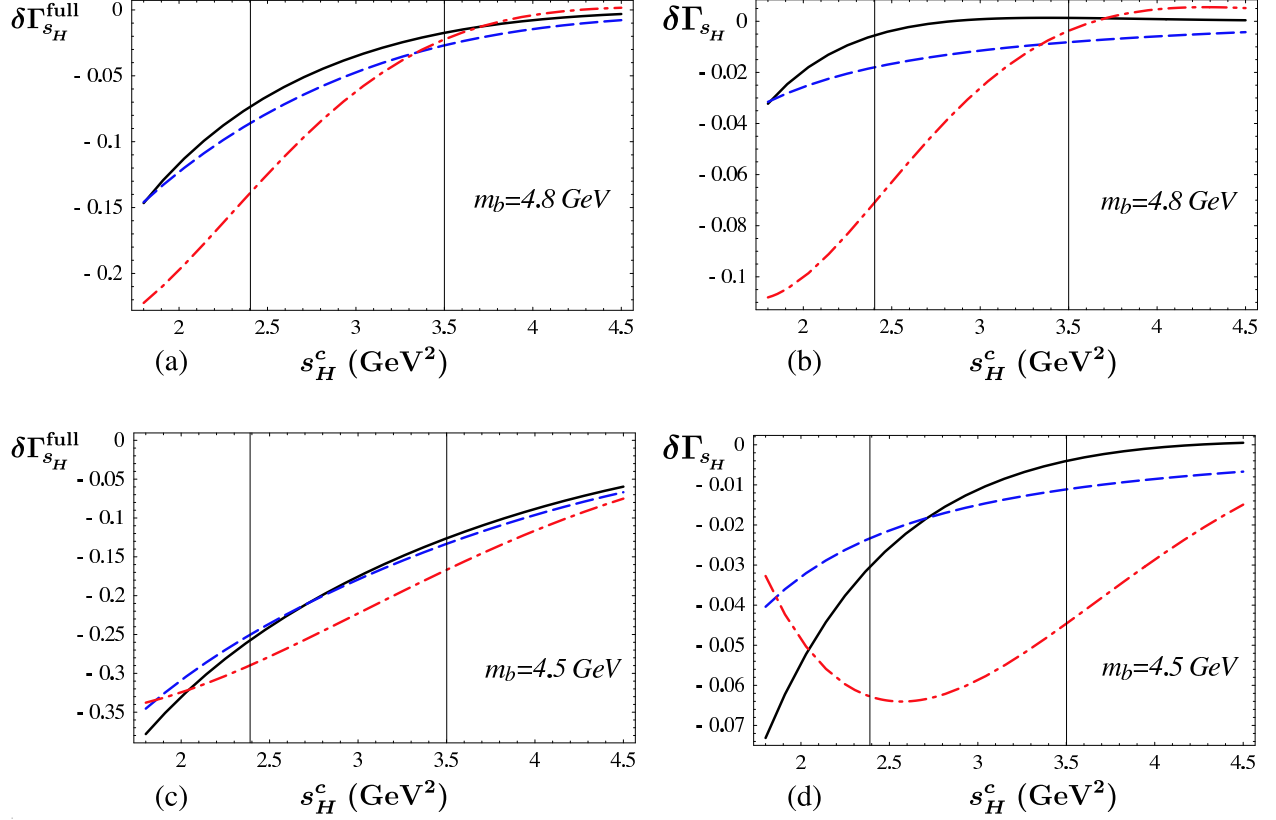 δΓ_{s_H}^{full}
0
- 0.05
- 0.1
- 0.15
- 0.2
m_b=4.8 GeV
2 2.5 3 3.5 4 4.5
(a) s_H^c (GeV²)
δΓ_{s_H}
0
- 0.02
- 0.04
- 0.06
- 0.08
- 0.1
m_b=4.8 GeV
2 2.5 3 3.5 4 4.5
(b) s_H^c (GeV²)
δΓ_{s_H}^{full}
0
- 0.05
- 0.1
- 0.15
- 0.2
- 0.25
- 0.3
- 0.35
m_b=4.5 GeV
2 2.5 3 3.5 4 4.5
(c) s_H^c (GeV²)
δΓ_{s_H}
0
- 0.01
- 0.02
- 0.03
- 0.04
- 0.05
- 0.06
- 0.07
m_b=4.5 GeV
2 2.5 3 3.5 4 4.5
(d) s_H^c (GeV²)